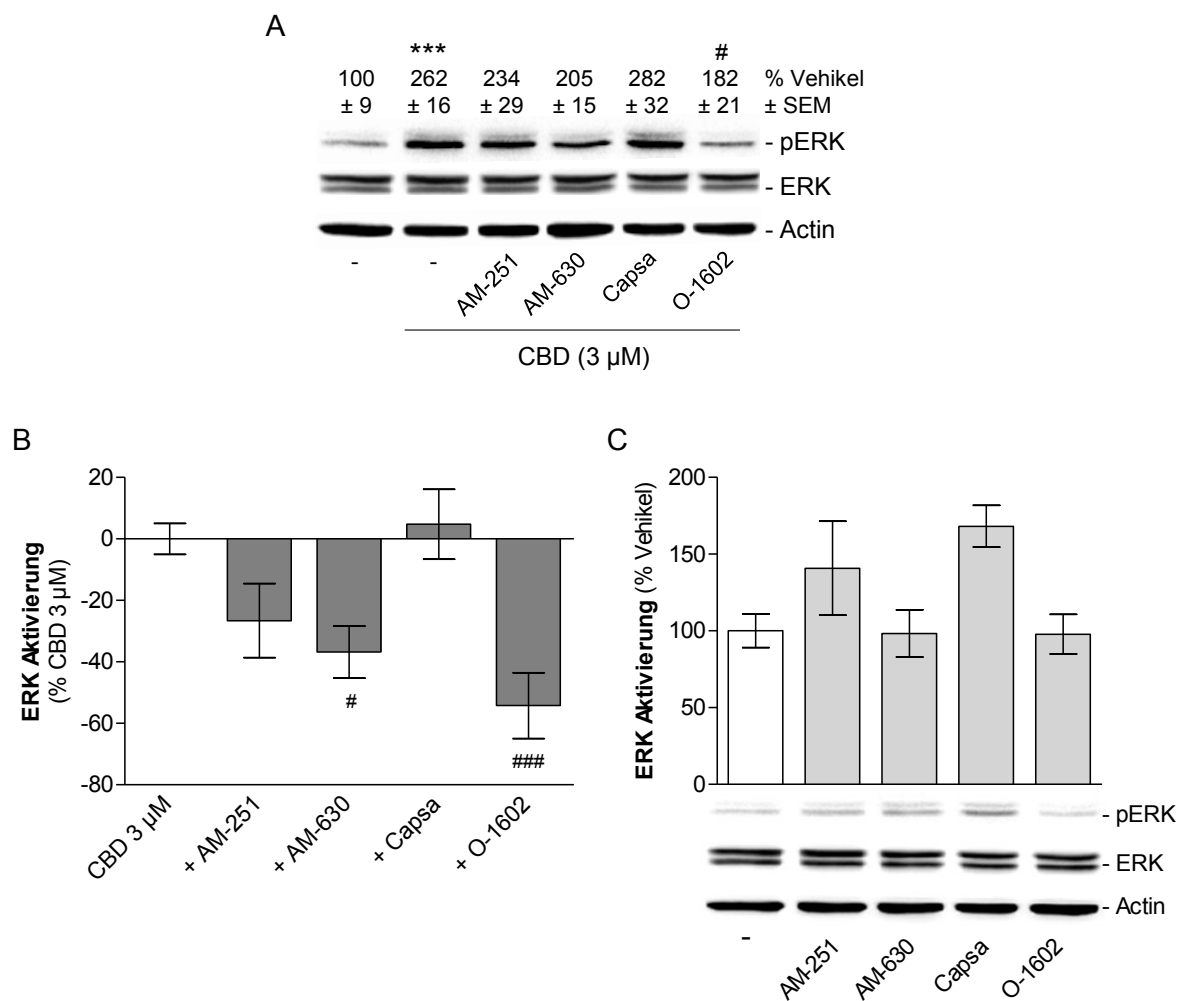 A
*** #
100 262 234 205 282 182 % Vehikel
± 9 ± 16 ± 29 ± 15 ± 32 ± 21 ± SEM
- pERK
- ERK
- Actin
- - AM-251 AM-630 Capsa O-1602
CBD (3 µM)
B
ERK Aktivierung
(% CBD 3 µM)
20
0
-20
-40
-60
-80
#
###
CBD 3 µM + AM-251 + AM-630 + Capsa + O-1602
C
ERK Aktivierung (% Vehikel)
200
150
100
50
0
- pERK
- ERK
- Actin
- AM-251 AM-630 Capsa O-1602